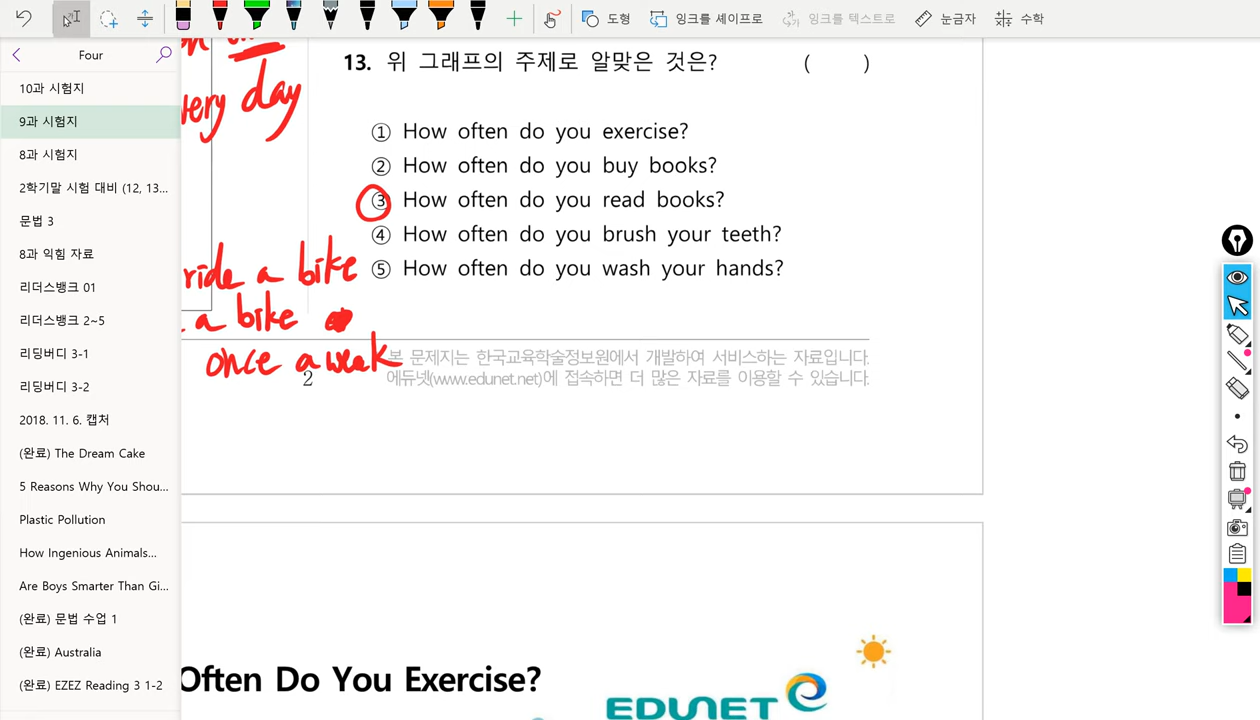 도형
잉크를 셰이프로
잉크를 텍스트로
눈금자
수학
Four
10과 시험지
9과 시험지
8과 시험지
2학기말 시험 대비 (12, 13...
문법 3
8과 익힘 자료
리더스뱅크 01
리더스뱅크 2~5
리딩버디 3-1
리딩버디 3-2
2018. 11. 6. 캡처
(완료) The Dream Cake
5 Reasons Why You Shou...
Plastic Pollution
How Ingenious Animals...
Are Boys Smarter Than Gi...
(완료) 문법 수업 1
(완료) Australia
(완료) EZEZ Reading 3 1-2
day
ride a bike
a bike
once a weak
2
13. 위 그래프의 주제로 알맞은 것은? ( )
① How often do you exercise?
② How often do you buy books?
③ How often do you read books?
④ How often do you brush your teeth?
⑤ How often do you wash your hands?
본 문제지는 한국교육학술정보원에서 개발하여 서비스하는 자료입니다.
에듀넷(www.edunet.net)에 접속하면 더 많은 자료를 이용할 수 있습니다.
Often Do You Exercise?
EDUNET